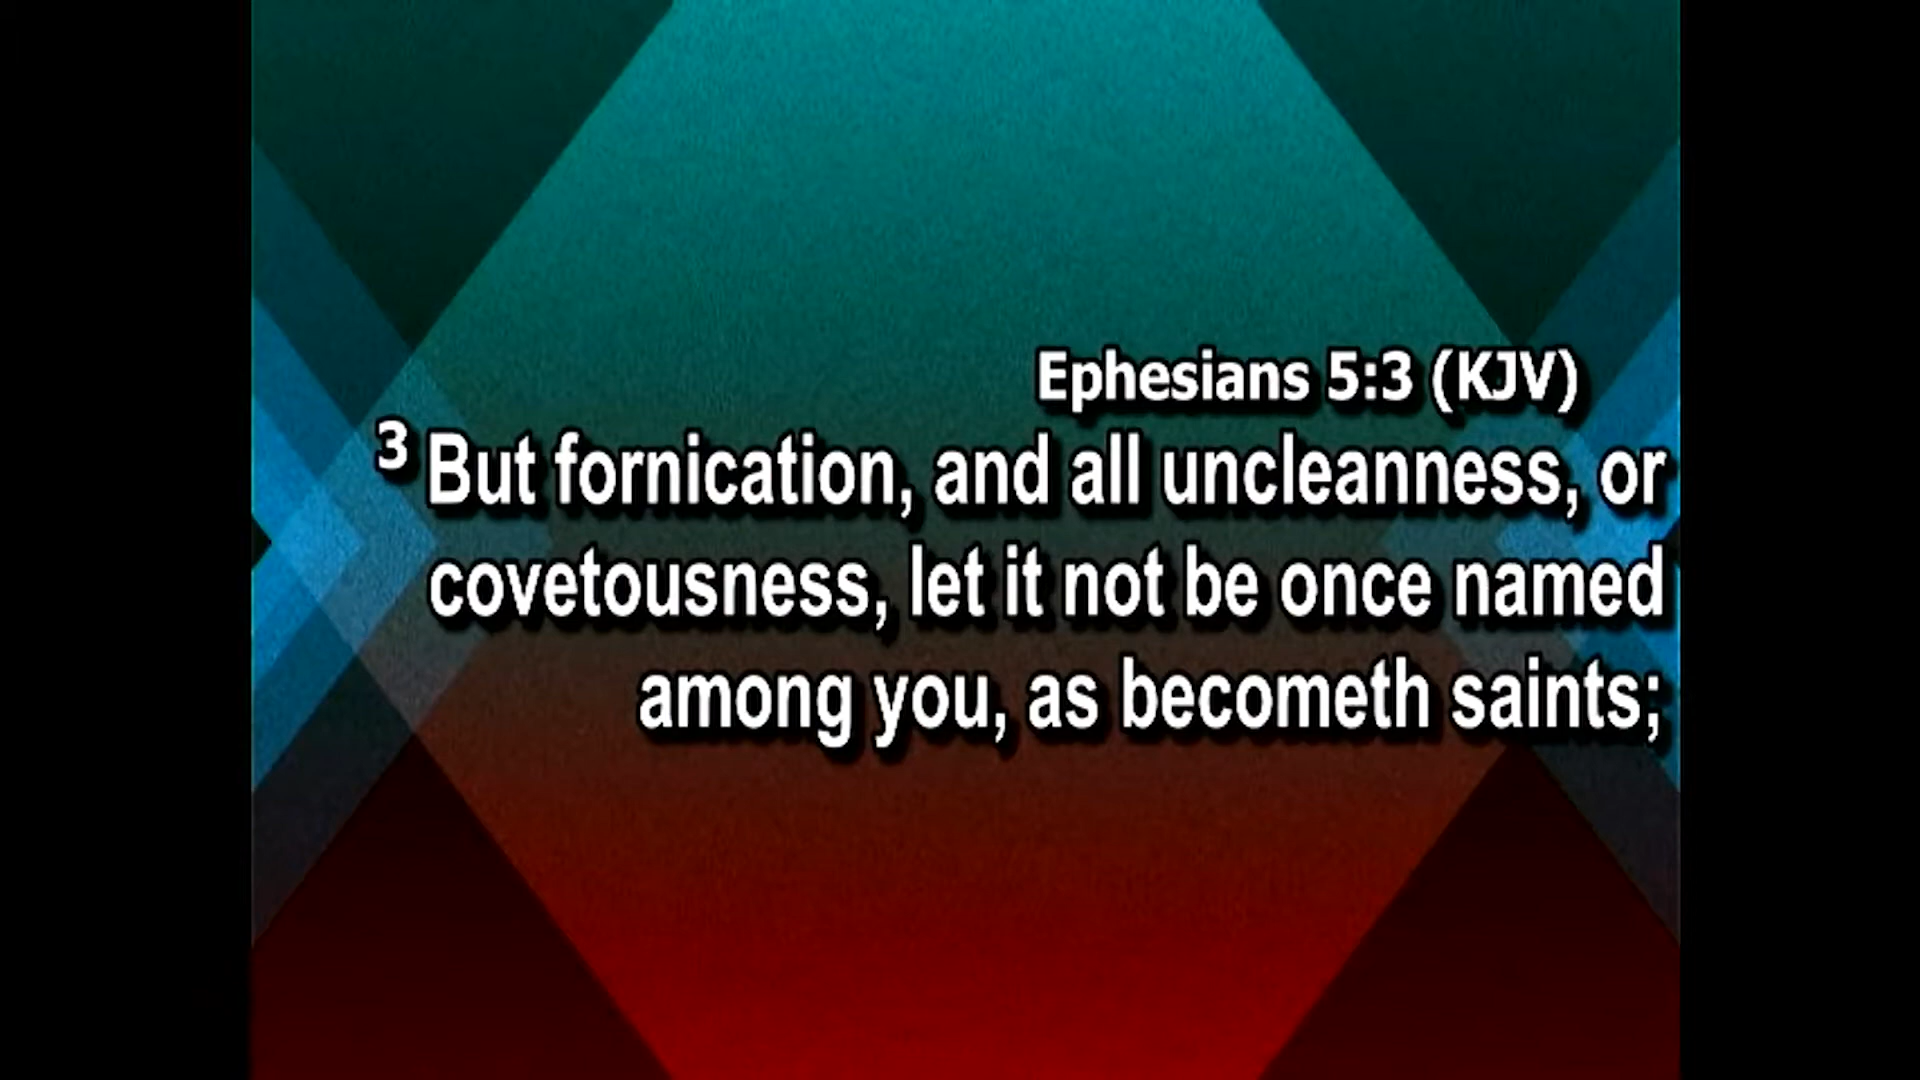 Ephesians 5:3 (KJV)
3 But fornication, and all uncleanness, or
covetousness, let it not be once named
among you, as becometh saints;